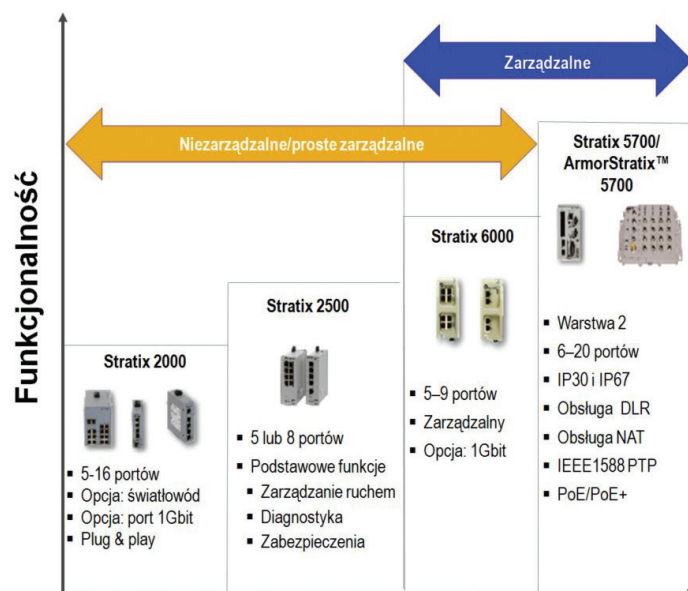 Funkcjonalność
Zarządzalne
Niezarządzalne/proste zarządzalne
Stratix 2000
5-16 portów
Opcja: światłowód
Opcja: port 1Gbit
Plug & play
Stratix 2500
5 lub 8 portów
Podstawowe funkcje
Zarządzanie ruchem
Diagnostyka
Zabezpieczenia
Stratix 6000
5–9 portów
Zarządzalny
Opcja: 1Gbit
Stratix 5700/
ArmorStratix™
5700
Warstwa 2
6–20 portów
IP30 i IP67
Obsługa DLR
Obsługa NAT
IEEE1588 PTP
PoE/PoE+